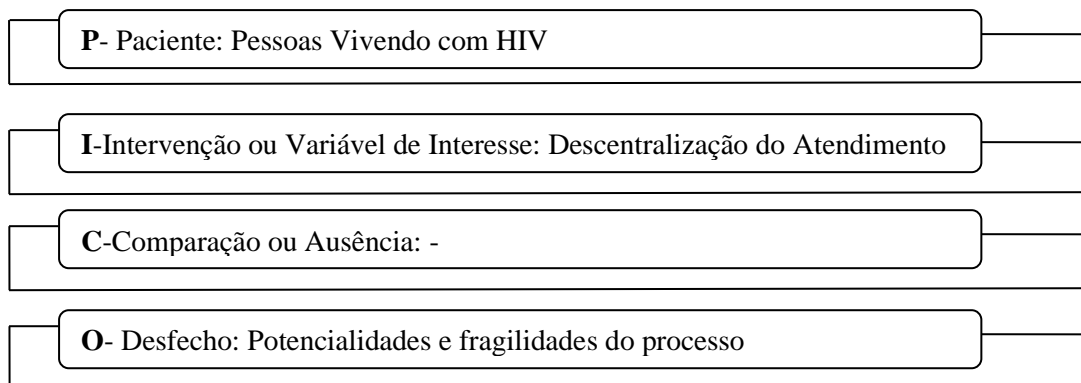 P- Paciente: Pessoas Vivendo com HIV
I-Intervenção ou Variável de Interesse: Descentralização do Atendimento
C-Comparação ou Ausência: -
O- Desfecho: Potencialidades e fragilidades do processo